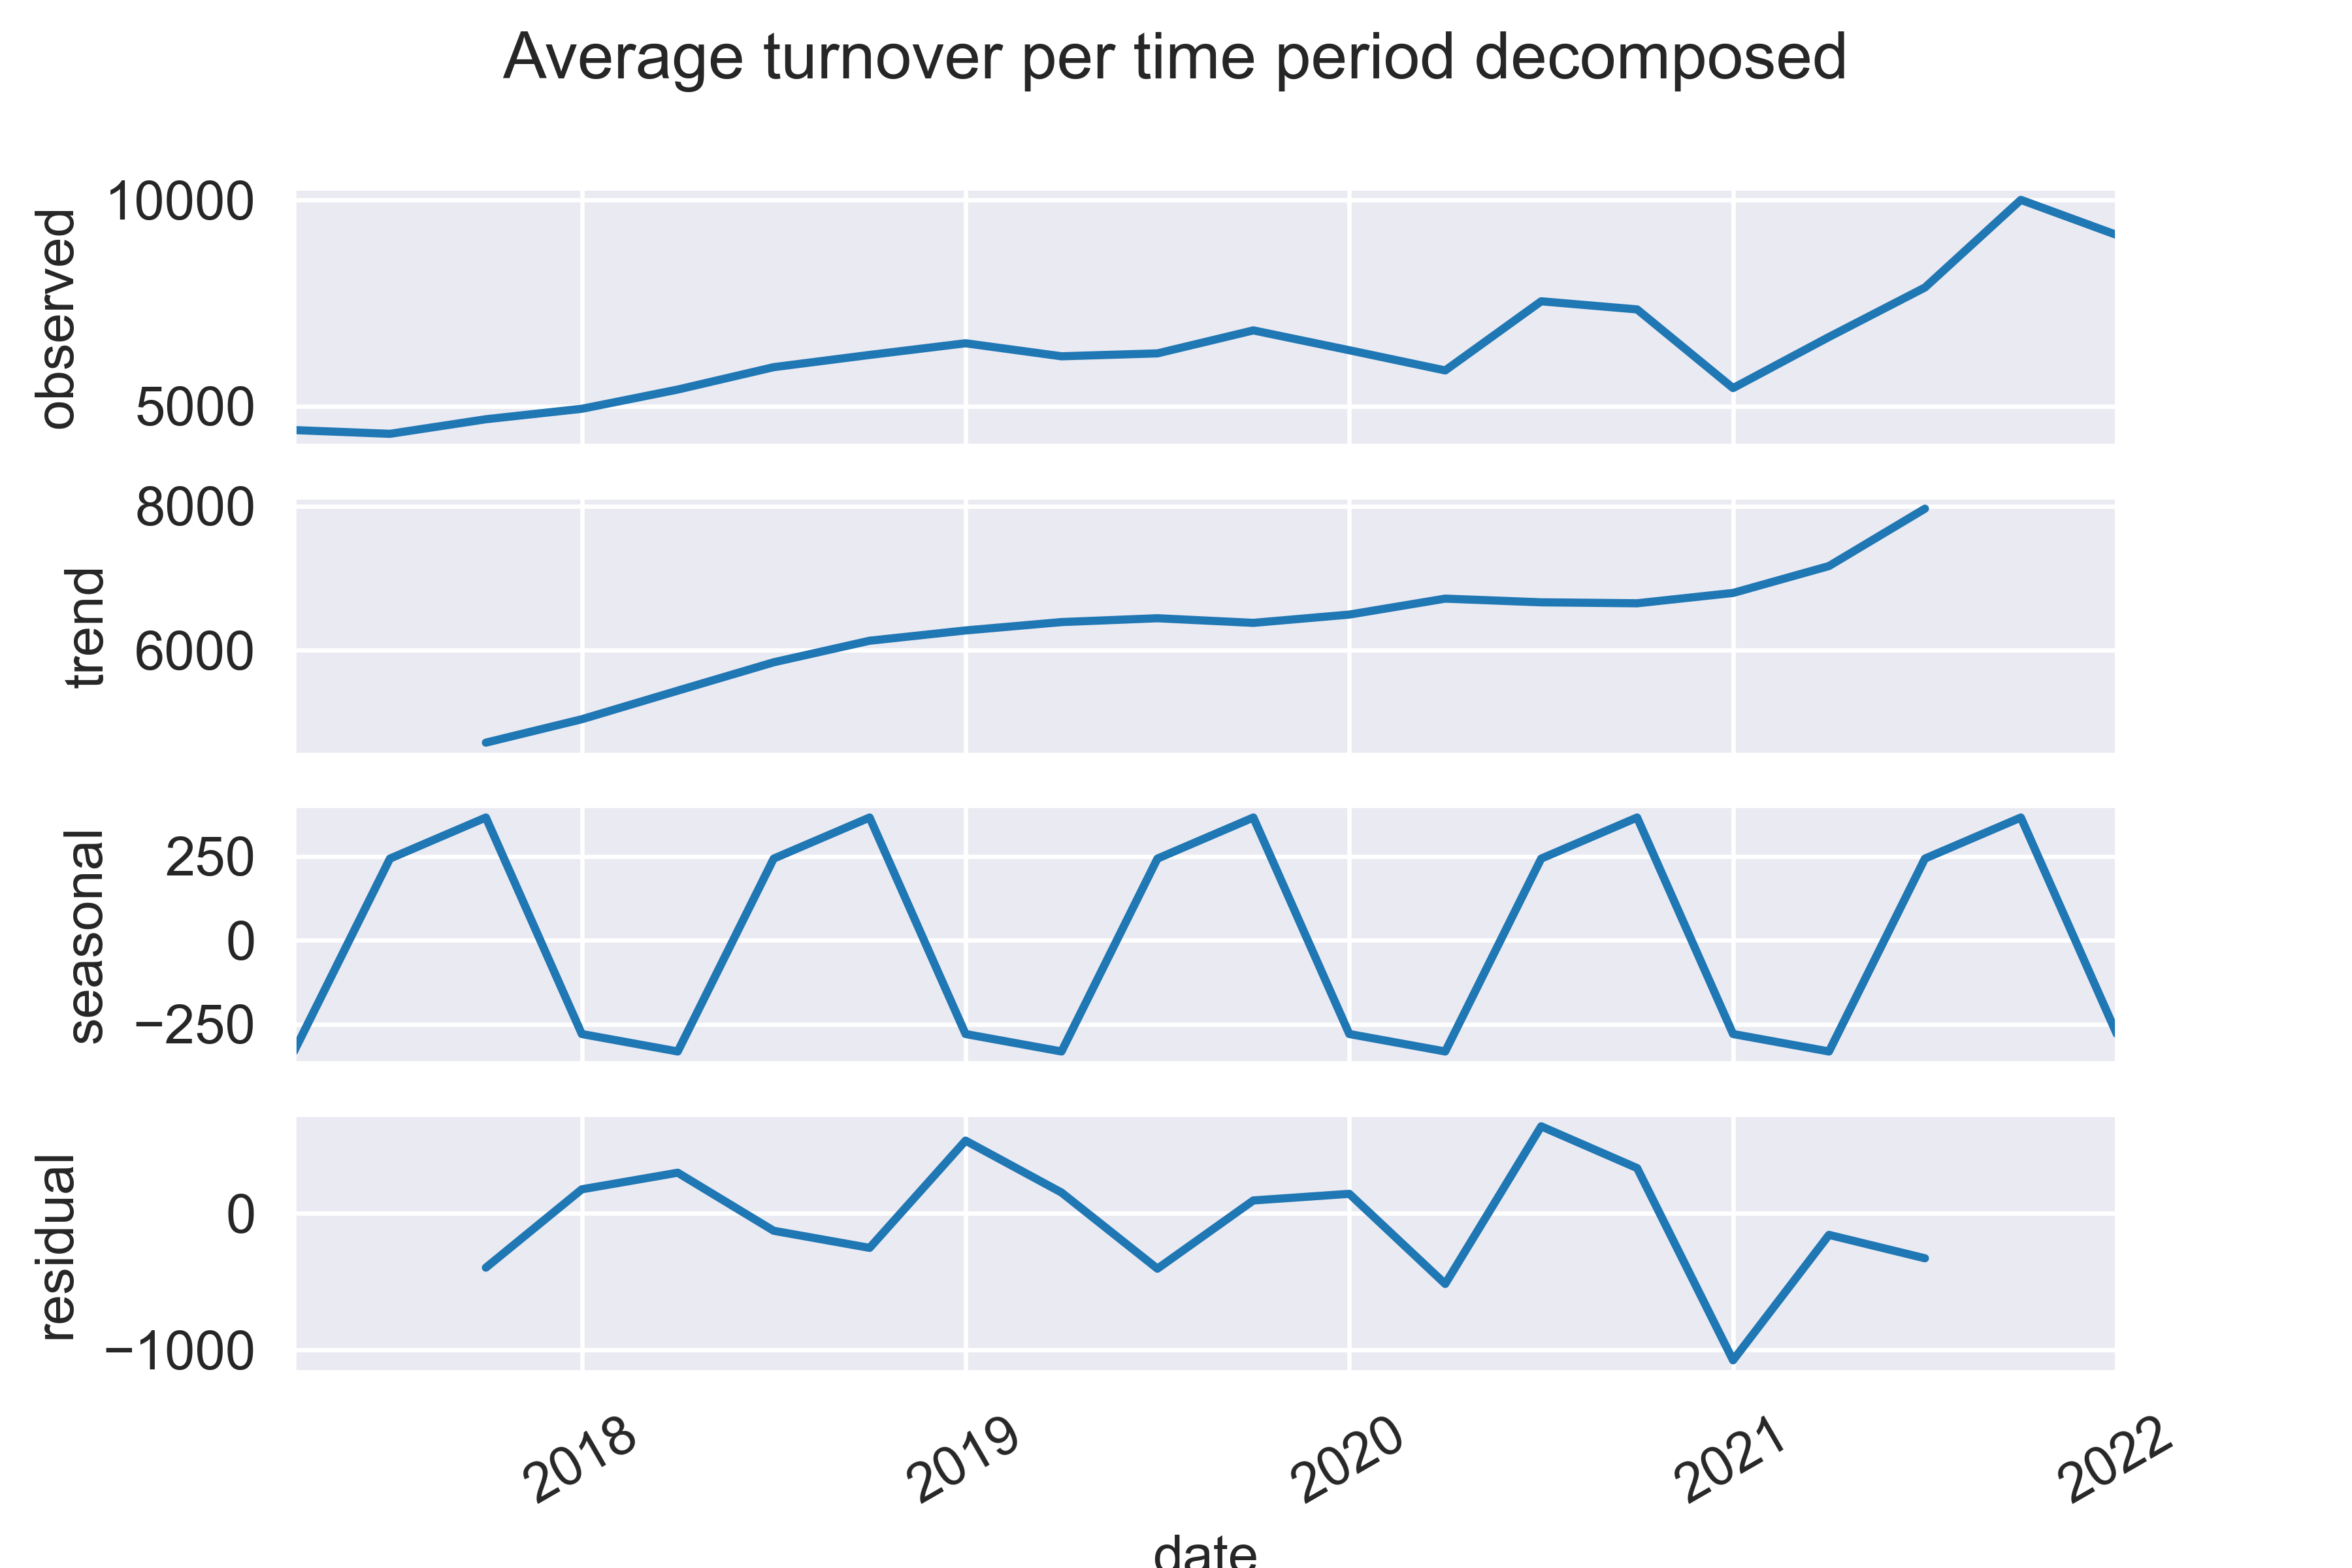 Average turnover per time period decomposed
observed
10000
5000
trend
8000
6000
seasonal
250
0
−250
residual
0
−1000
2018
2019
2020
2021
2022
date